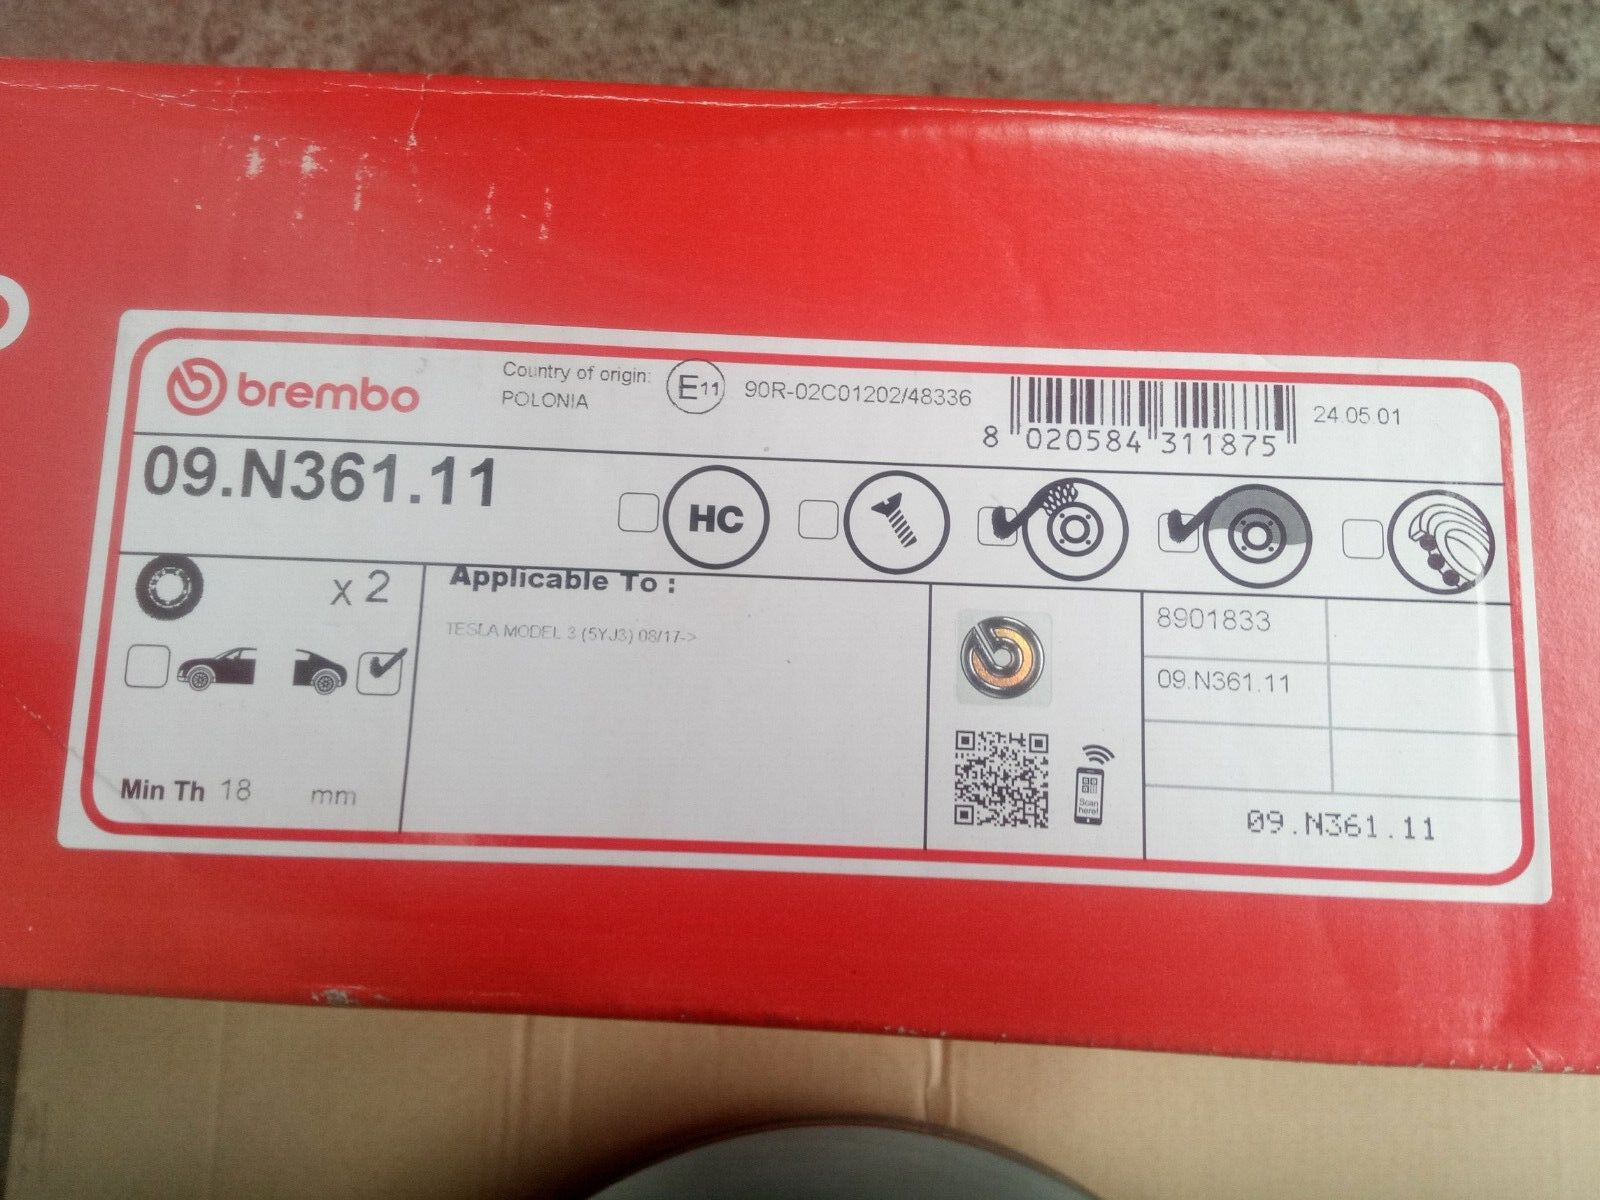 brembo
Country of origin:
POLONIA
E11
90R-02C01202/48336
8 020584 311875
24.05.01
09.N361.11
HC
x 2
Applicable To :
TESLA MODEL 3 (5YJ3) 08/17->
Min Th 18 mm
Scan
here!
8901833
09.N361.11
09.N361.11